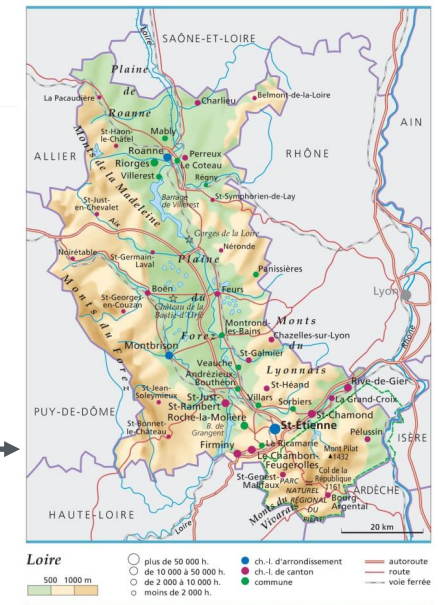 SAÔNE-ET-LOIRE
Loire
Plaine
de
Roanne
La Pacaudière
Charlieu
Belmont-de-la-Loire
AIN
St-Haon-
le-Châtel
Mably
Roanne
Perreux
Riorges
Le Coteau
ALLIER
RHÔNE
Villerest
Régny
Monts de la Madeleine
St-Just-
en-Chevalet
Barrage
de Villerest
St-Symphorien-de-Lay
Aix
Gorges de la Loire
Noirétable
St-Germain-
Laval
Plaine
Néronde
Panissières
Boën
du
Feurs
Lyon
St-Georges-
en-Couzan
Château de la
Bastie-d'Urfé
Monts du Forez
Forez
Montrond-
les-Bains
Monts
du
Chazelles-sur-Lyon
Rhône
Montbrison
St-Galmier
Lyonnais
Veauche
Andrézieux-
Bouthéon
St-Héand
Rive-de-Gier
St-Jean-
Soleymieux
La Grand-Croix
Villars
Sorbiers
St-Just-
St-Rambert
St-Chamond
PUY-DE-DÔME
Roche-la-Molière
St-Étienne
Pélussin
ISÈRE
St-Bonnet-
le-Château
B. de
Grangent
La Ricamarie
Mont Pilat
1432
Firminy
Le Chambon-
Feugerolles
Col de la
République
1161
St-Genest-
Malifaux
PARC
NATUREL
RÉGIONAL
DU
PILAT
ARDÈCHE
Bourg-
Argental
Monts du
Vivarais
HAUTE-LOIRE
Loire
20 km
Loire
500 1000 m
plus de 50 000 h.
de 10 000 à 50 000 h.
de 2 000 à 10 000 h.
moins de 2 000 h.
ch.-l. d'arrondissement
ch.-l. de canton
commune
autoroute
route
voie ferrée